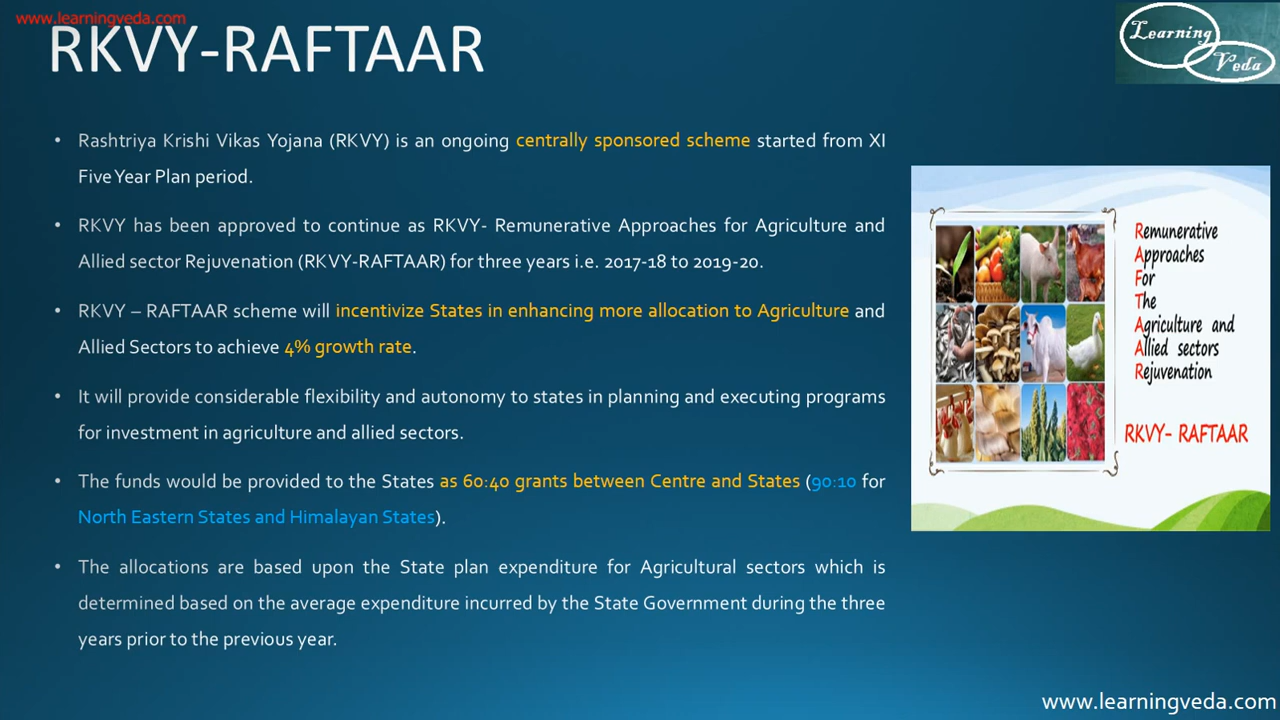 www.learningveda.com
RKVY-RAFTAAR
Learning
Veda
• Rashtriya Krishi Vikas Yojana (RKVY) is an ongoing centrally sponsored scheme started from XI
Five Year Plan period.
• RKVY has been approved to continue as RKVY- Remunerative Approaches for Agriculture and
Allied sector Rejuvenation (RKVY-RAFTAAR) for three years i.e. 2017-18 to 2019-20.
• RKVY – RAFTAAR scheme will incentivize States in enhancing more allocation to Agriculture and
Allied Sectors to achieve 4% growth rate.
• It will provide considerable flexibility and autonomy to states in planning and executing programs
for investment in agriculture and allied sectors.
• The funds would be provided to the States as 60:40 grants between Centre and States (90:10 for
North Eastern States and Himalayan States).
• The allocations are based upon the State plan expenditure for Agricultural sectors which is
determined based on the average expenditure incurred by the State Government during the three
years prior to the previous year.
Remunerative
Approaches
For
The
Agriculture and
Allied sectors
Rejuvenation
RKVY- RAFTAAR
www.learningveda.com